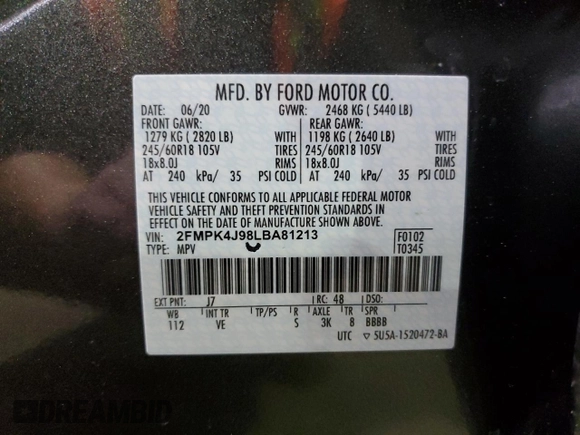 MFD. BY FORD MOTOR CO.
DATE: 06/20 GVWR: 2468 KG ( 5440 LB)
FRONT GAWR: REAR GAWR:
1279 KG ( 2820 LB) WITH 1198 KG ( 2640 LB) WITH
245/60R18 105V TIRES 245/60R18 105V TIRES
18x8.0J RIMS 18x8.0J RIMS
AT 240 kPa/ 35 PSI COLD AT 240 kPa/ 35 PSI COLD
THIS VEHICLE CONFORMS TO ALL APPLICABLE FEDERAL MOTOR
VEHICLE SAFETY AND THEFT PREVENTION STANDARDS IN
EFFECT ON THE DATE OF MANUFACTURE SHOWN ABOVE.
VIN: 2FMPK4J98LBA81213 F0102
TYPE: MPV T0345
EXT PNT: J7 RC: 48 DSO:
WB INT TR TP/PS R AXLE TR SPR
112 VE S 3K 8 BBBB
UTC ▽ 5U5A-1520472-BA
DREAMBID